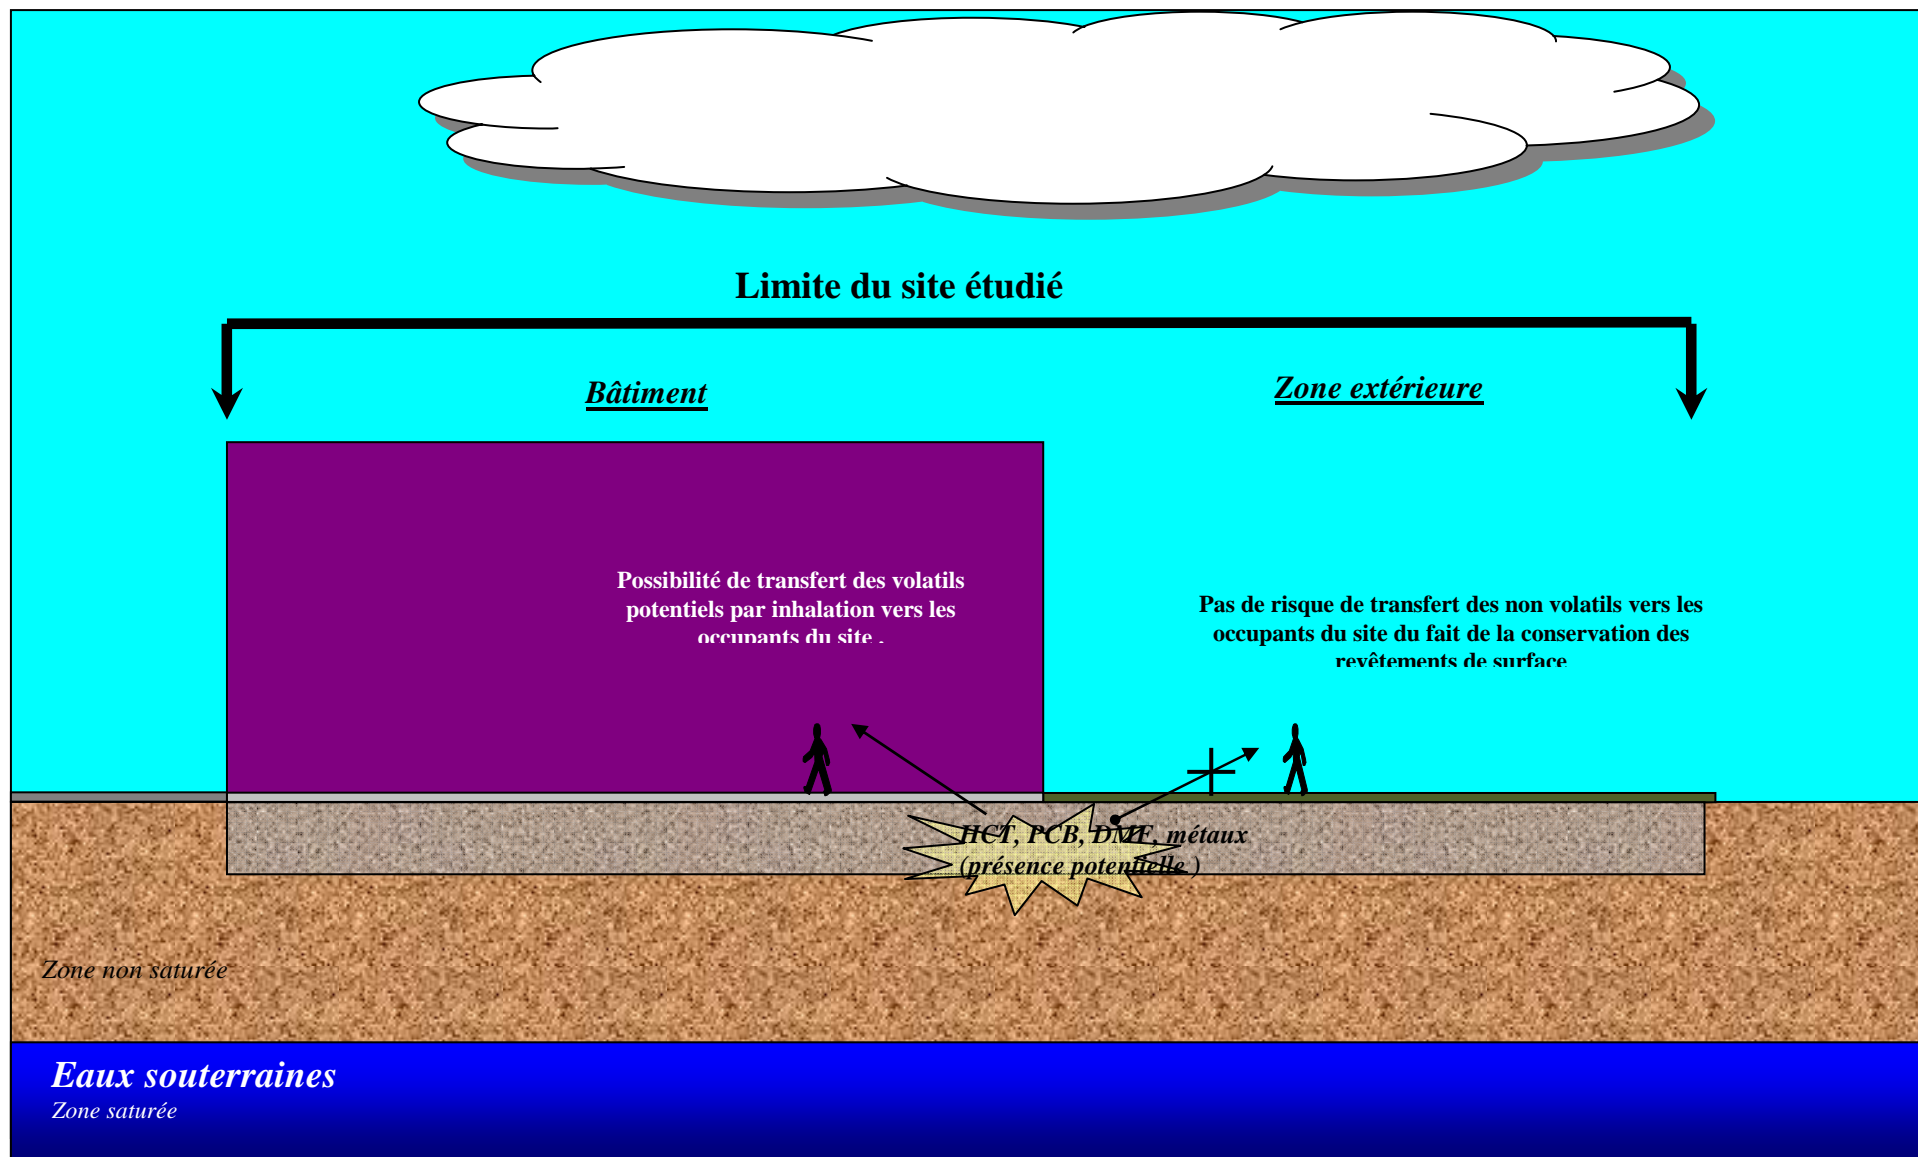 Limite du site étudié
Bâtiment
Zone extérieure
Possibilité de transfert des volatils
potentiels par inhalation vers les
occupants du site .
Pas de risque de transfert des non volatils vers les
occupants du site du fait de la conservation des
revêtements de surface
HCT, PCB, DMF, métaux
(présence potentielle )
Zone non saturée
Eaux souterraines
Zone saturée